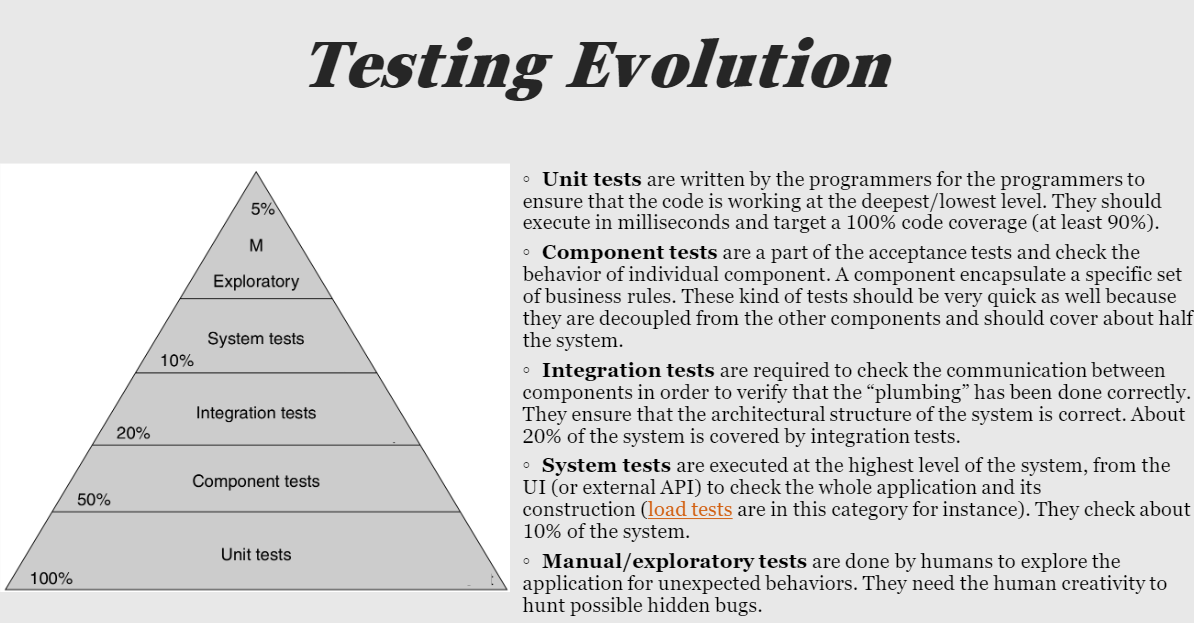 Testing Evolution
5%
M
Exploratory
System tests
10%
Integration tests
20%
Component tests
50%
Unit tests
100%
◦ Unit tests are written by the programmers for the programmers to
ensure that the code is working at the deepest/lowest level. They should
execute in milliseconds and target a 100% code coverage (at least 90%).
◦ Component tests are a part of the acceptance tests and check the
behavior of individual component. A component encapsulate a specific set
of business rules. These kind of tests should be very quick as well because
they are decoupled from the other components and should cover about half
the system.
◦ Integration tests are required to check the communication between
components in order to verify that the “plumbing” has been done correctly.
They ensure that the architectural structure of the system is correct. About
20% of the system is covered by integration tests.
◦ System tests are executed at the highest level of the system, from the
UI (or external API) to check the whole application and its
construction (load tests are in this category for instance). They check about
10% of the system.
◦ Manual/exploratory tests are done by humans to explore the
application for unexpected behaviors. They need the human creativity to
hunt possible hidden bugs.